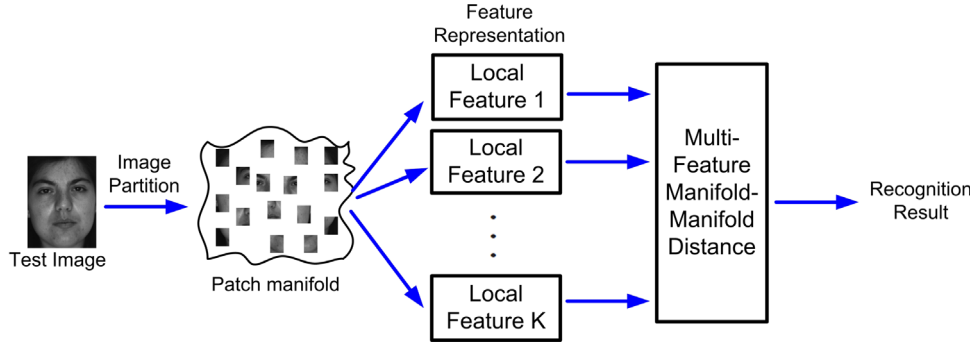 Test Image
Image
Partition
Patch manifold
Feature
Representation
Local
Feature 1
Local
Feature 2
Local
Feature K
Multi-
Feature
Manifold-
Manifold
Distance
Recognition
Result